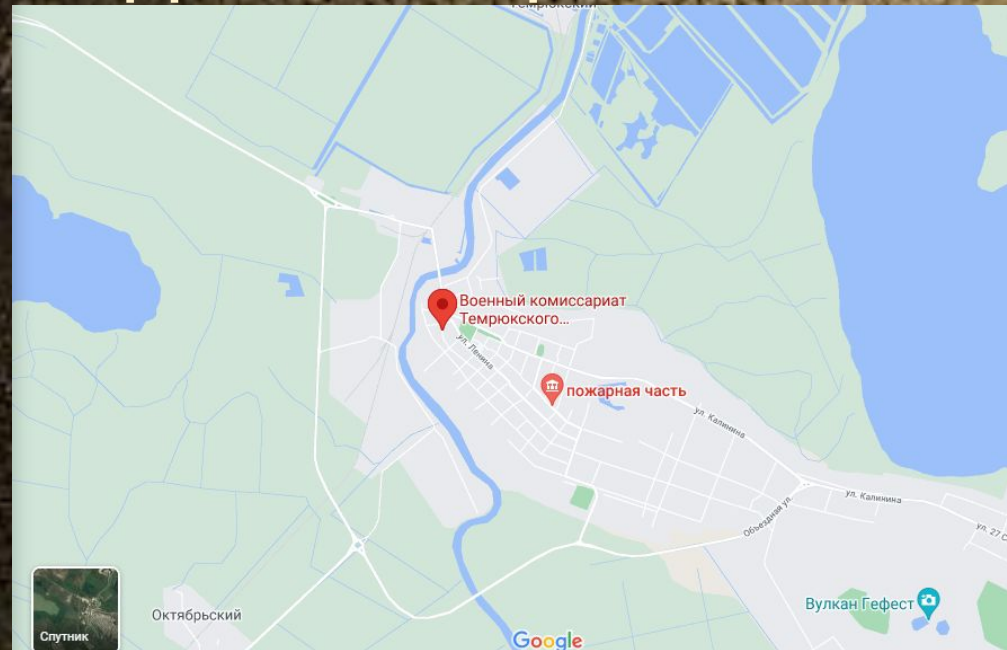 Темрюкский
Военный комиссариат
Темрюкского...
ул. Ленина
пожарная часть
ул. Калинина
ул. Калинина
Объездная ул.
ул. 27 С
Вулкан Гефест
Октябрьский
Спутник
Google